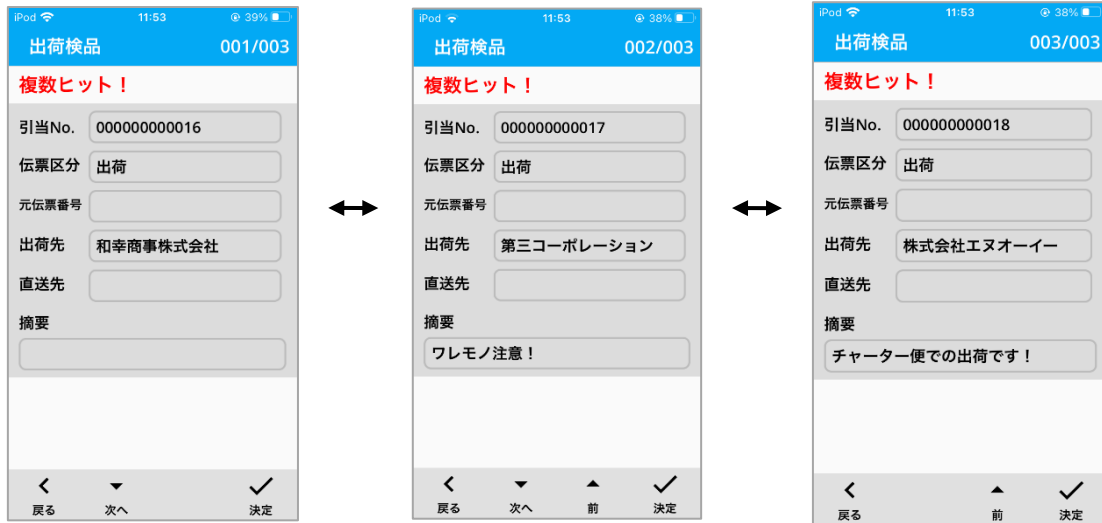 iPod 11:53 39%
出荷検品 001/003
複数ヒット！
引当No. 000000000016
伝票区分 出荷
元伝票番号
出荷先 和幸商事株式会社
直送先
摘要
戻る 次へ 決定
iPod 11:53 38%
出荷検品 002/003
複数ヒット！
引当No. 000000000017
伝票区分 出荷
元伝票番号
出荷先 第三コーポレーション
直送先
摘要
ワレモノ注意！
戻る 次へ 前 決定
iPod 11:53 38%
出荷検品 003/003
複数ヒット！
引当No. 000000000018
伝票区分 出荷
元伝票番号
出荷先 株式会社エヌオーイー
直送先
摘要
チャーター便での出荷です！
戻る 前 決定